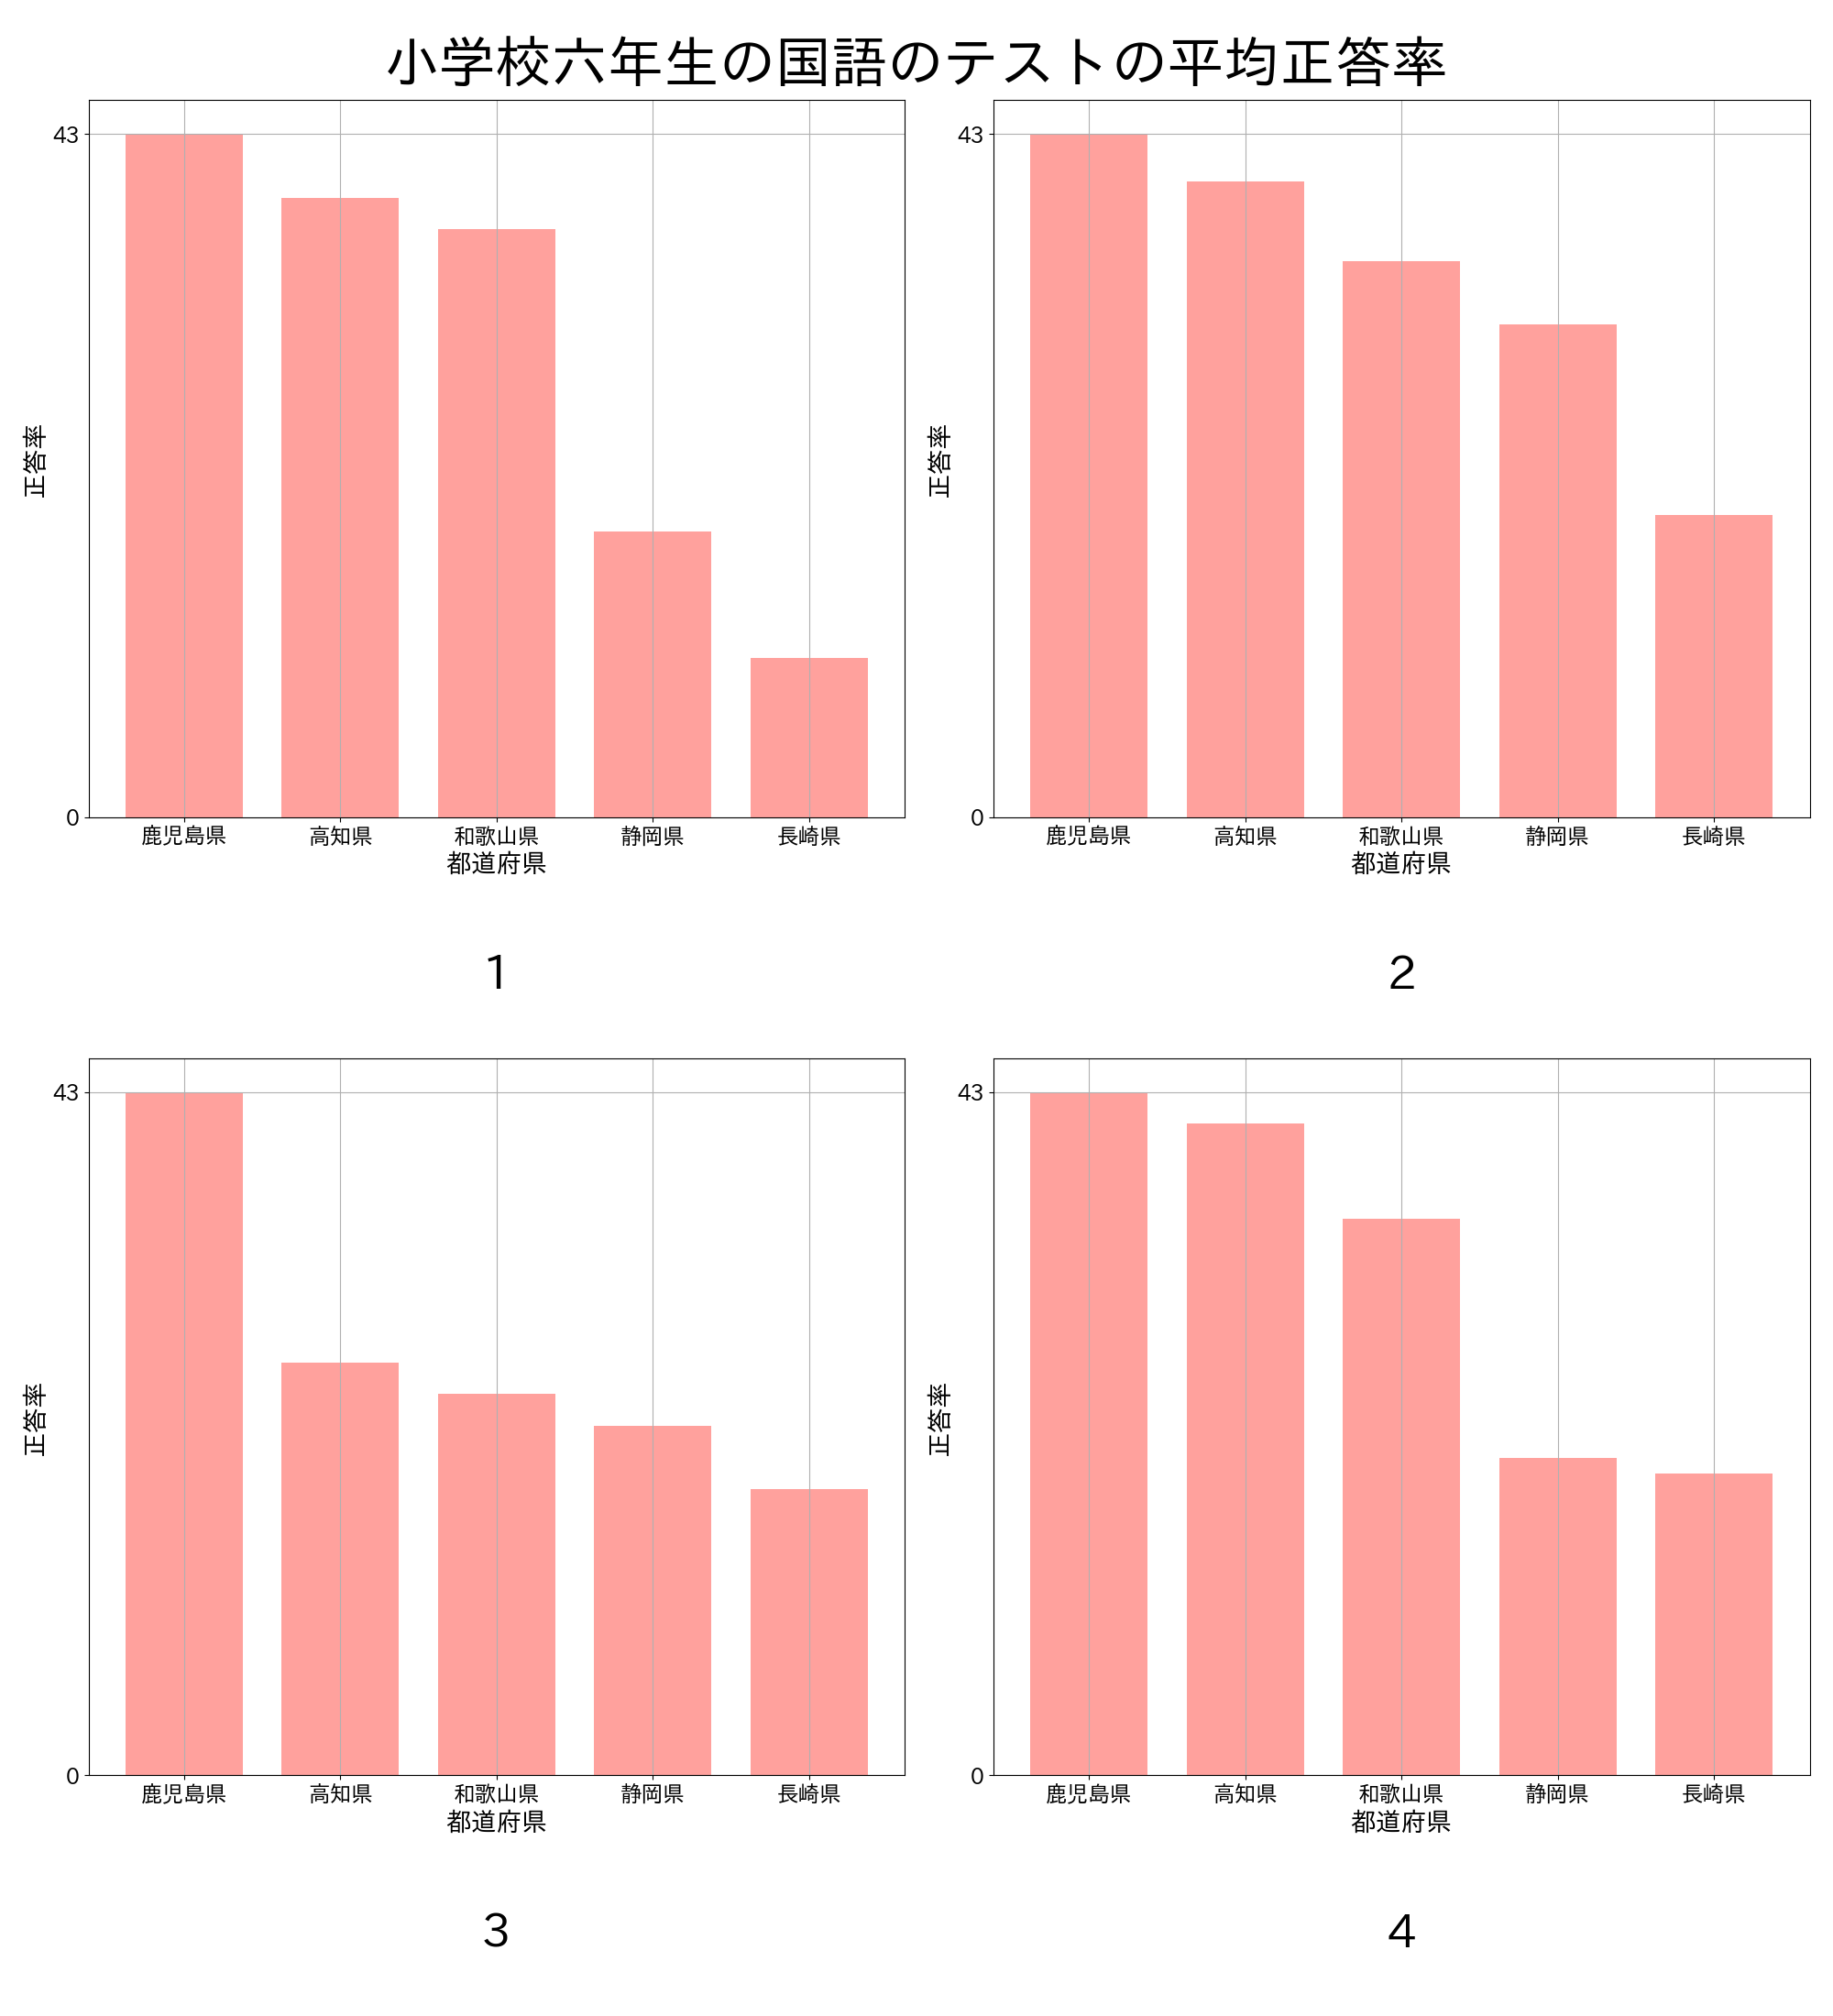 小学校六年生の国語のテストの平均正答率
43
0
正答率
鹿児島県 高知県 和歌山県 静岡県 長崎県
都道府県
1
43
0
正答率
鹿児島県 高知県 和歌山県 静岡県 長崎県
都道府県
2
43
0
正答率
鹿児島県 高知県 和歌山県 静岡県 長崎県
都道府県
3
43
0
正答率
鹿児島県 高知県 和歌山県 静岡県 長崎県
都道府県
4